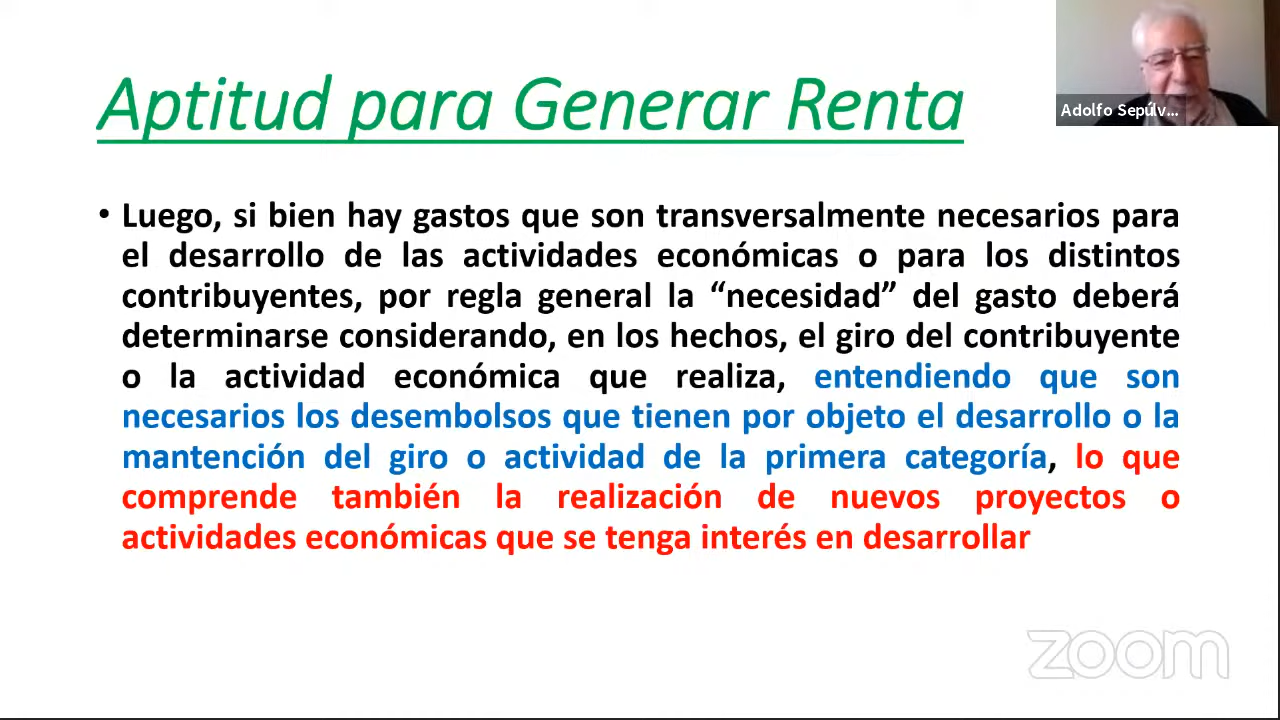 Aptitud para Generar Renta
Adolfo Sepúlv...
• Luego, si bien hay gastos que son transversalmente necesarios para
el desarrollo de las actividades económicas o para los distintos
contribuyentes, por regla general la “necesidad” del gasto deberá
determinarse considerando, en los hechos, el giro del contribuyente
o la actividad económica que realiza, entendiendo que son
necesarios los desembolsos que tienen por objeto el desarrollo o la
mantención del giro o actividad de la primera categoría, lo que
comprende también la realización de nuevos proyectos o
actividades económicas que se tenga interés en desarrollar
zoom